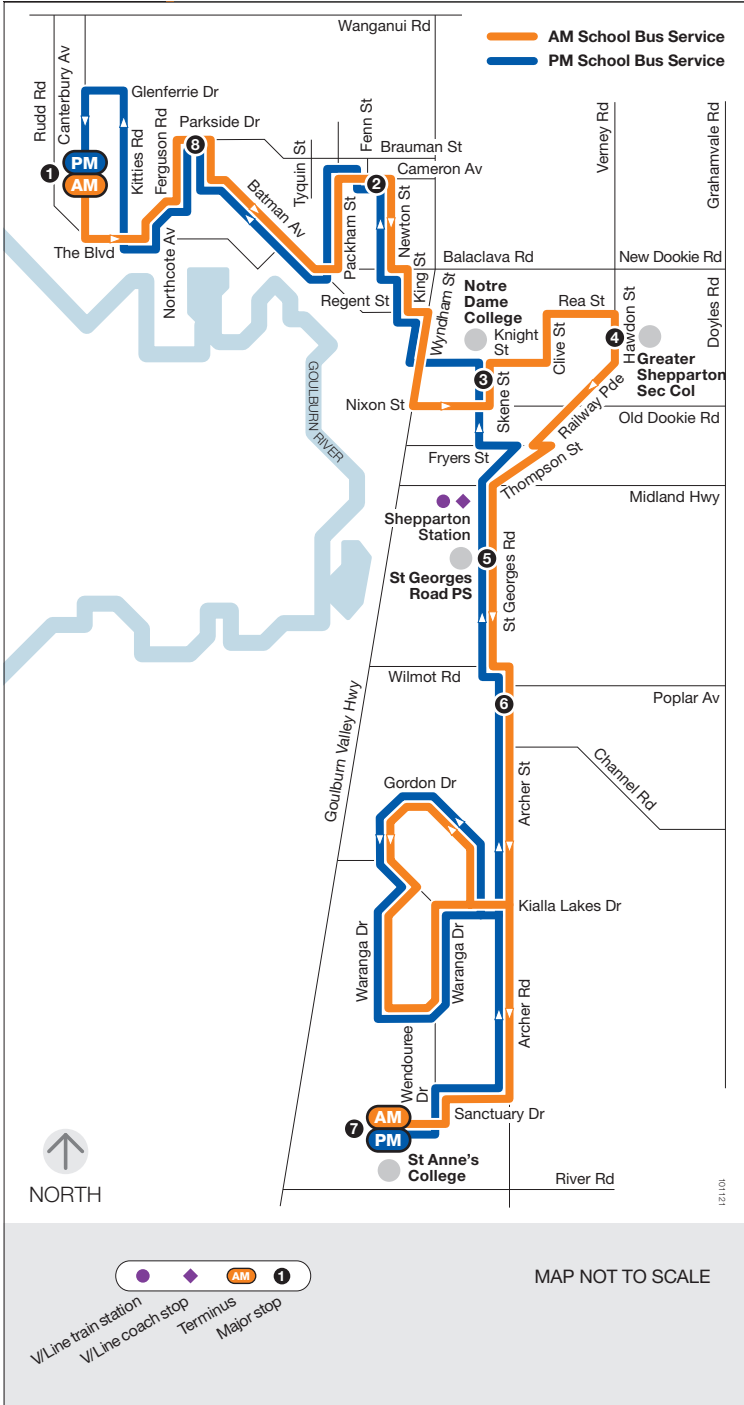 Wanganui Rd
AM School Bus Service
PM School Bus Service
Rudd Rd
Canterbury Av
Glenferrie Dr
Kitties Rd
Ferguson Rd
Parkside Dr
8
Tyquin St
Fenn St
Brauman St
Cameron Av
Verney Rd
Grahamvale Rd
1
PM
AM
2
Batman Av
Packham St
Newton St
The Blvd
Northcote Av
Regent St
King St
Wyndham St
Balaclava Rd
New Dookie Rd
Notre
Dame
College
Knight
St
Rea St
Clive St
Hawdon St
Doyles Rd
4
Greater
Shepparton
Sec Col
3
Skene St
Nixon St
Railway Pde
Old Dookie Rd
GOULBURN RIVER
Fryers St
Thompson St
Midland Hwy
Shepparton
Station
St Georges
Road PS
5
St Georges Rd
Wilmot Rd
6
Poplar Av
Goulburn Valley Hwy
Channel Rd
Archer St
Gordon Dr
Kialla Lakes Dr
Waranga Dr
Waranga Dr
Archer Rd
Wendouree
Dr
Sanctuary Dr
7
AM
PM
St Anne's
College
River Rd
NORTH
101121
AM
1
V/Line train station
V/Line coach stop
Terminus
Major stop
MAP NOT TO SCALE